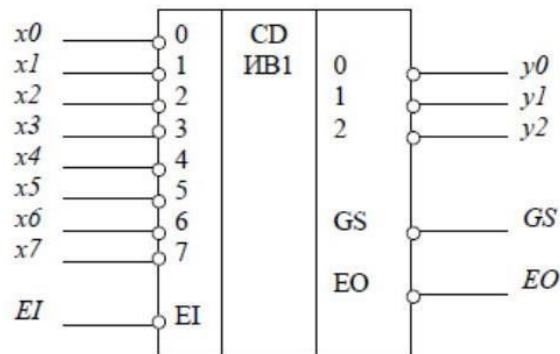 x0 0 CD
x1 1 ИВ1 0 y0
x2 2 1 y1
x3 3 2 y2
x4 4
x5 5
x6 6 GS GS
x7 7
EO EO
EI EI